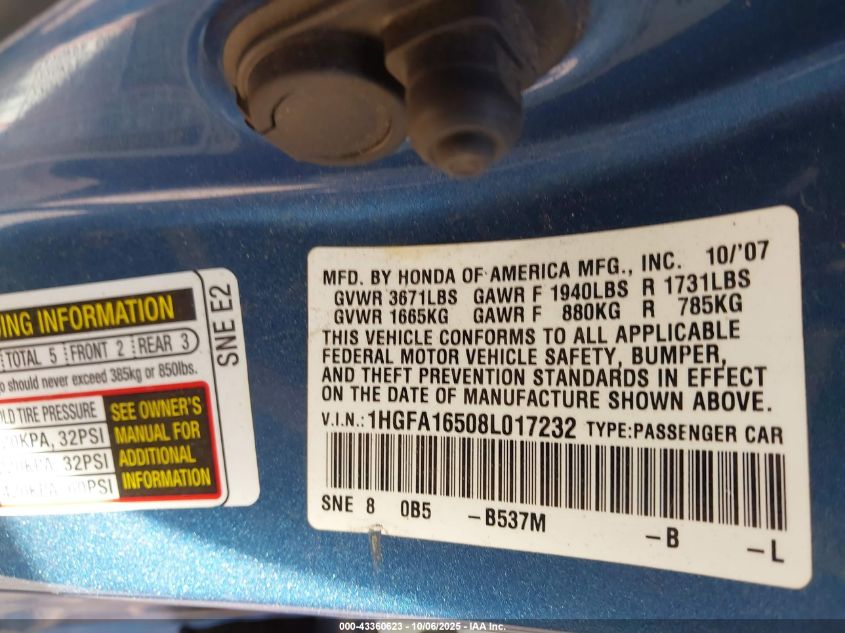 MFD. BY HONDA OF AMERICA MFG., INC. 10/'07
GVWR 3671LBS GAWR F 1940LBS R 1731LBS
GVWR 1665KG GAWR F 880KG R 785KG
THIS VEHICLE CONFORMS TO ALL APPLICABLE
FEDERAL MOTOR VEHICLE SAFETY, BUMPER,
AND THEFT PREVENTION STANDARDS IN EFFECT
ON THE DATE OF MANUFACTURE SHOWN ABOVE.
V.I.N.: 1HGFA16508L017232 TYPE:PASSENGER CAR
SNE 8 0B5 -B537M -B -L
INFORMATION
TOTAL 5 FRONT 2 REAR 3
should never exceed 385kg or 850lbs.
TIRE PRESSURE
32PSI
32PSI
SEE OWNER'S
MANUAL FOR
ADDITIONAL
INFORMATION
SNE E2
000-43360623 - 10/06/2025 - IAA Inc.